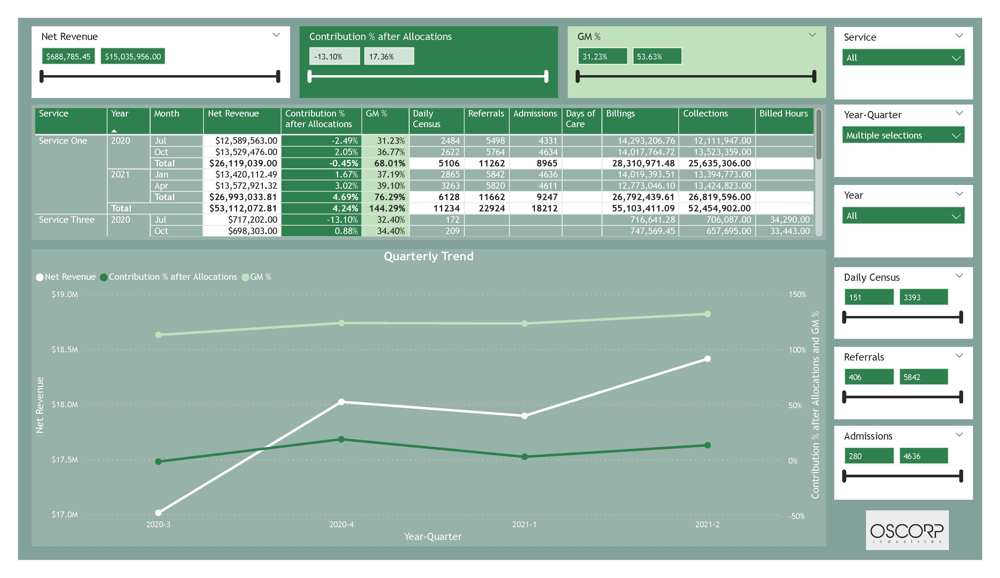 Net Revenue
$688,785.45 $15,035,956.00
Contribution % after Allocations
-13.10% 17.36%
GM %
31.23% 53.63%
Service
All
Service Year Month Net Revenue Contribution % after Allocations GM % Daily Census Referrals Admissions Days of Care Billings Collections Billed Hours
Service One 2020 Jul $12,589,563.00 -2.49% 31.23% 2484 5498 4331 14,293,206.76 12,111,947.00
Oct $13,529,476.00 2.05% 36.77% 2622 5764 4634 14,017,764.72 13,523,359.00
Total $26,119,039.00 -0.45% 68.01% 5106 11262 8965 28,310,971.48 25,635,306.00
2021 Jan $13,420,112.49 1.67% 37.19% 2865 5842 4636 14,019,393.51 13,394,773.00
Apr $13,572,921.32 3.02% 39.10% 3263 5820 4611 12,773,046.10 13,424,823.00
Total $26,993,033.81 4.69% 76.29% 6128 11662 9247 26,792,439.61 26,819,596.00
Total $53,112,072.81 4.24% 144.29% 11234 22924 18212 55,103,411.09 52,454,902.00
Service Three 2020 Jul $717,202.00 -13.10% 32.40% 172 716,641.28 706,087.00 34,290.00
Oct $698,303.00 0.88% 34.40% 209 747,569.45 657,695.00 33,443.00
Year-Quarter
Multiple selections
Year
All
Quarterly Trend
Net Revenue Contribution % after Allocations GM %
$19.0M
$18.5M
$18.0M
$17.5M
$17.0M
Net Revenue
150%
100%
50%
0%
-50%
Contribution % after Allocations and GM %
2020-3 2020-4 2021-1 2021-2
Year-Quarter
Daily Census
151 3393
Referrals
406 5842
Admissions
280 4636
OSCORP
industries